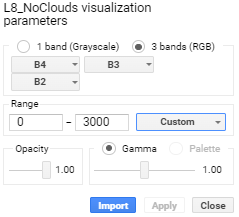 L8_NoClouds visualization
parameters
1 band (Grayscale) 3 bands (RGB)
B4 B3
B2
Range
0 – 3000 Custom
Opacity Gamma Palette
1.00 1.00
Import Apply Close